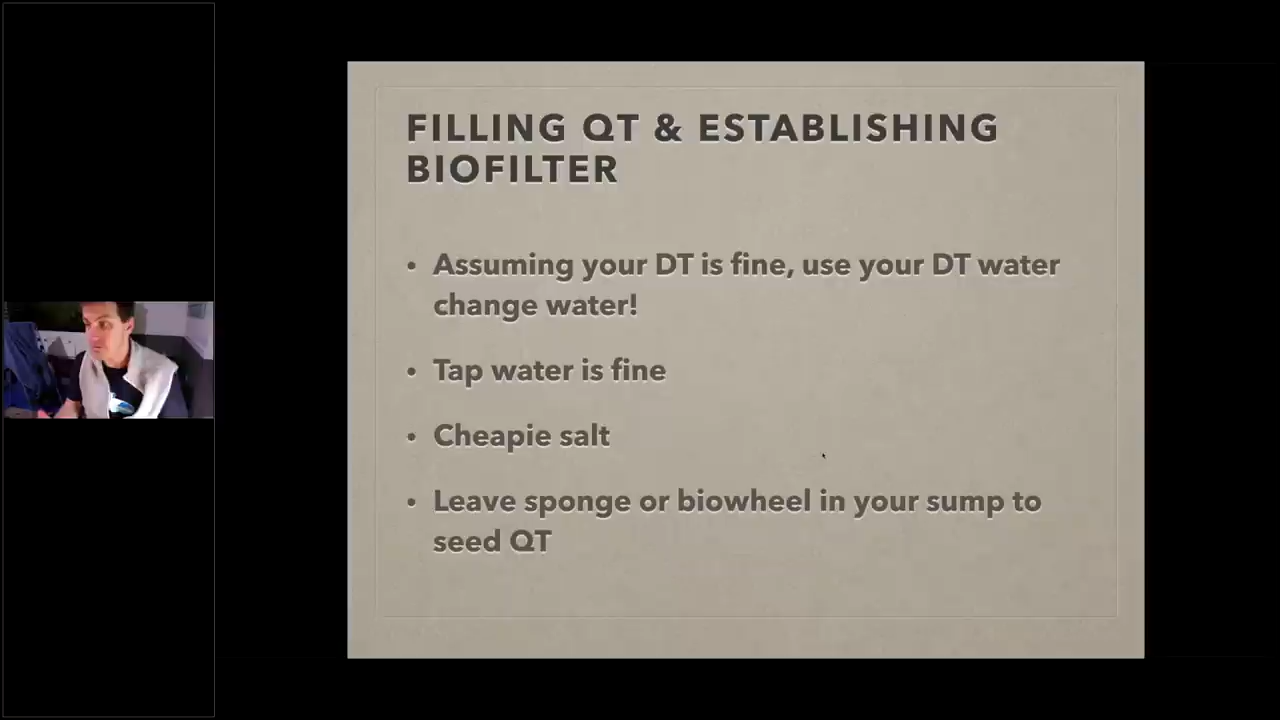 FILLING QT & ESTABLISHING
BIOFILTER
• Assuming your DT is fine, use your DT water
change water!
• Tap water is fine
• Cheapie salt
• Leave sponge or biowheel in your sump to
seed QT